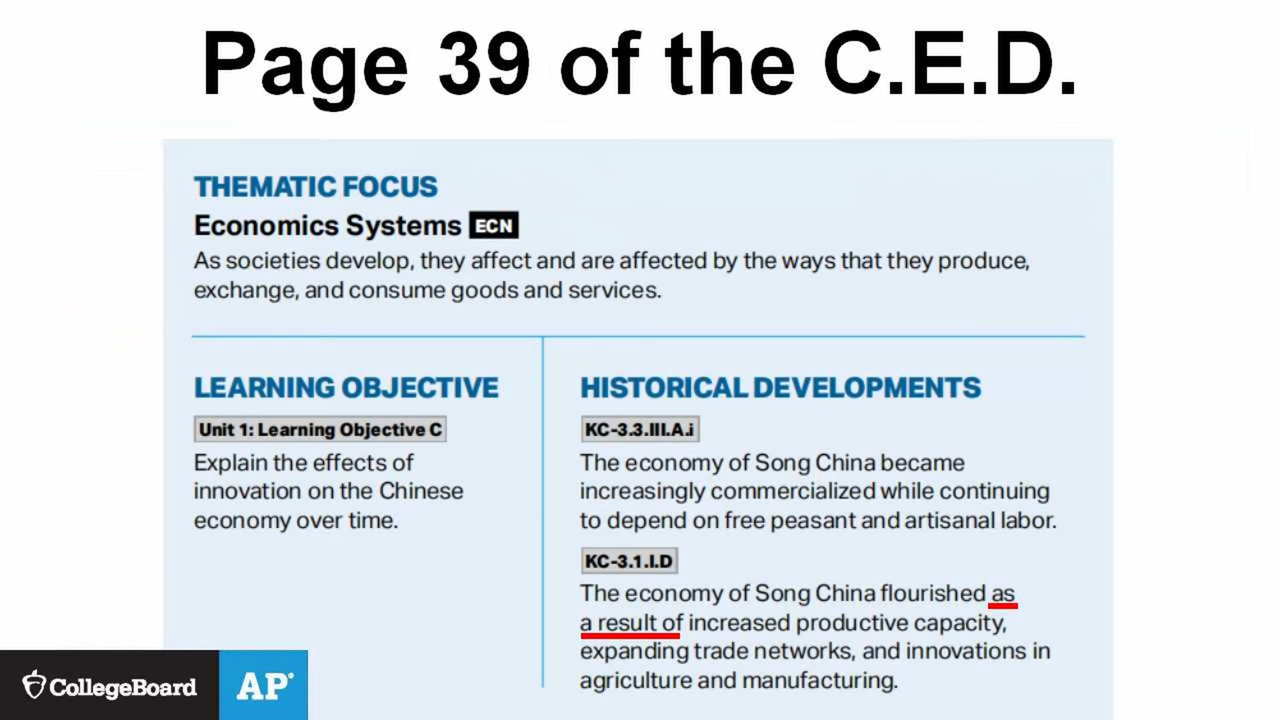 Page 39 of the C.E.D.
THEMATIC FOCUS
Economics Systems ECN
As societies develop, they affect and are affected by the ways that they produce,
exchange, and consume goods and services.
LEARNING OBJECTIVE
Unit 1: Learning Objective C
Explain the effects of
innovation on the Chinese
economy over time.
HISTORICAL DEVELOPMENTS
KC-3.3.III.A.i
The economy of Song China became
increasingly commercialized while continuing
to depend on free peasant and artisanal labor.
KC-3.1.I.D
The economy of Song China flourished as
a result of increased productive capacity,
expanding trade networks, and innovations in
agriculture and manufacturing.
CollegeBoard AP®